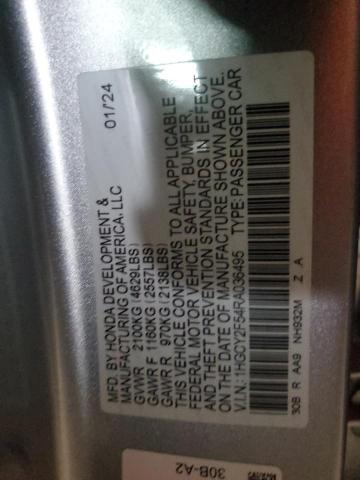 MFD. BY HONDA DEVELOPMENT & 01/24
MANUFACTURING OF AMERICA, LLC
GVWR 2100KG (4629LBS)
GAWR F 1160KG (2557LBS)
GAWR R 970KG (2138LBS)
THIS VEHICLE CONFORMS TO ALL APPLICABLE
FEDERAL MOTOR VEHICLE SAFETY, BUMPER,
AND THEFT PREVENTION STANDARDS IN EFFECT
ON THE DATE OF MANUFACTURE SHOWN ABOVE.
V.I.N.: 1HGCY2F54RA036495 TYPE:PASSENGER CAR
30B R AA9 NH932M Z A
30B-A2